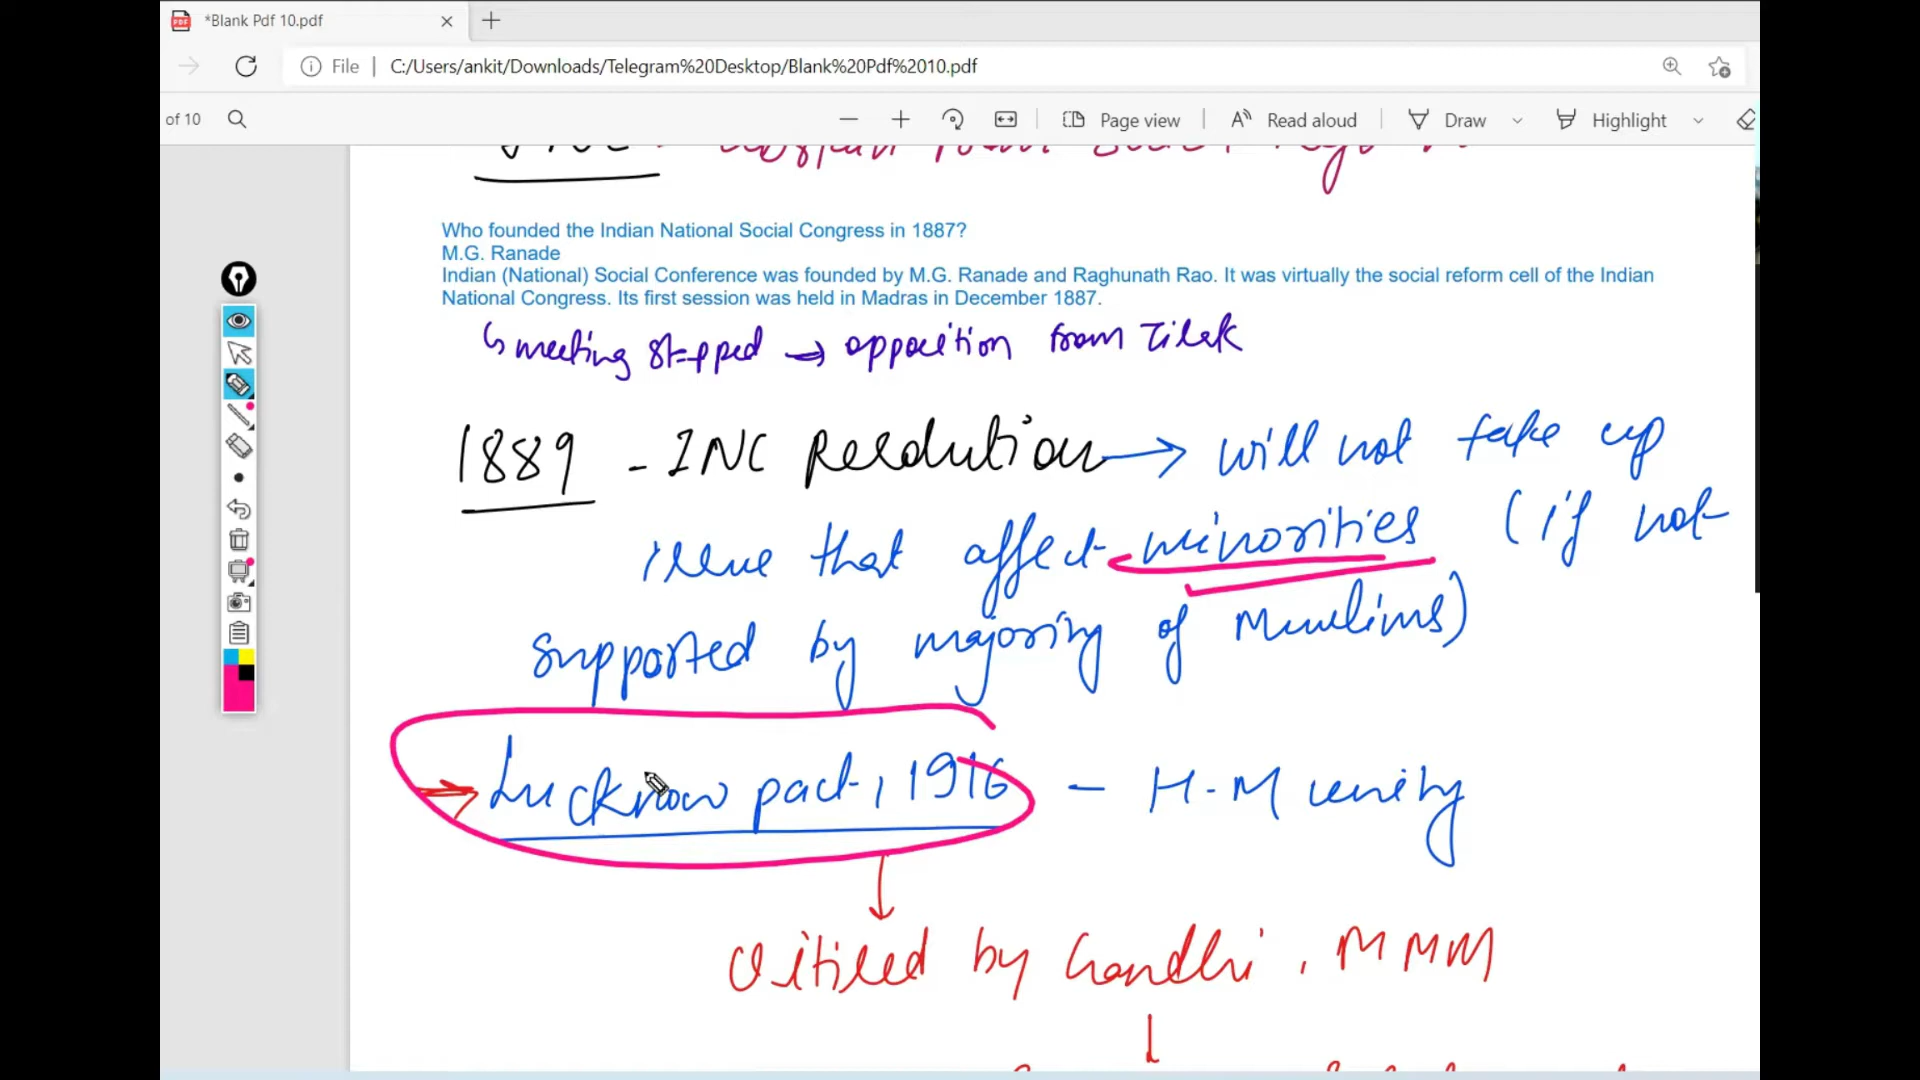 *Blank Pdf 10.pdf
File | C:/Users/ankit/Downloads/Telegram%20Desktop/Blank%20Pdf%2010.pdf
of 10
Page view
Read aloud
Draw
Highlight
Who founded the Indian National Social Congress in 1887?
M.G. Ranade
Indian (National) Social Conference was founded by M.G. Ranade and Raghunath Rao. It was virtually the social reform cell of the Indian
National Congress. Its first session was held in Madras in December 1887.
meeting stopped → opposition from Tilak
1889 - INC Resolution → will not take up
issue that affect minorities (if not
supported by majority of Muslims)
→ Lucknow pact, 1916 - H-M unity
Critised by Gandhi, MMM